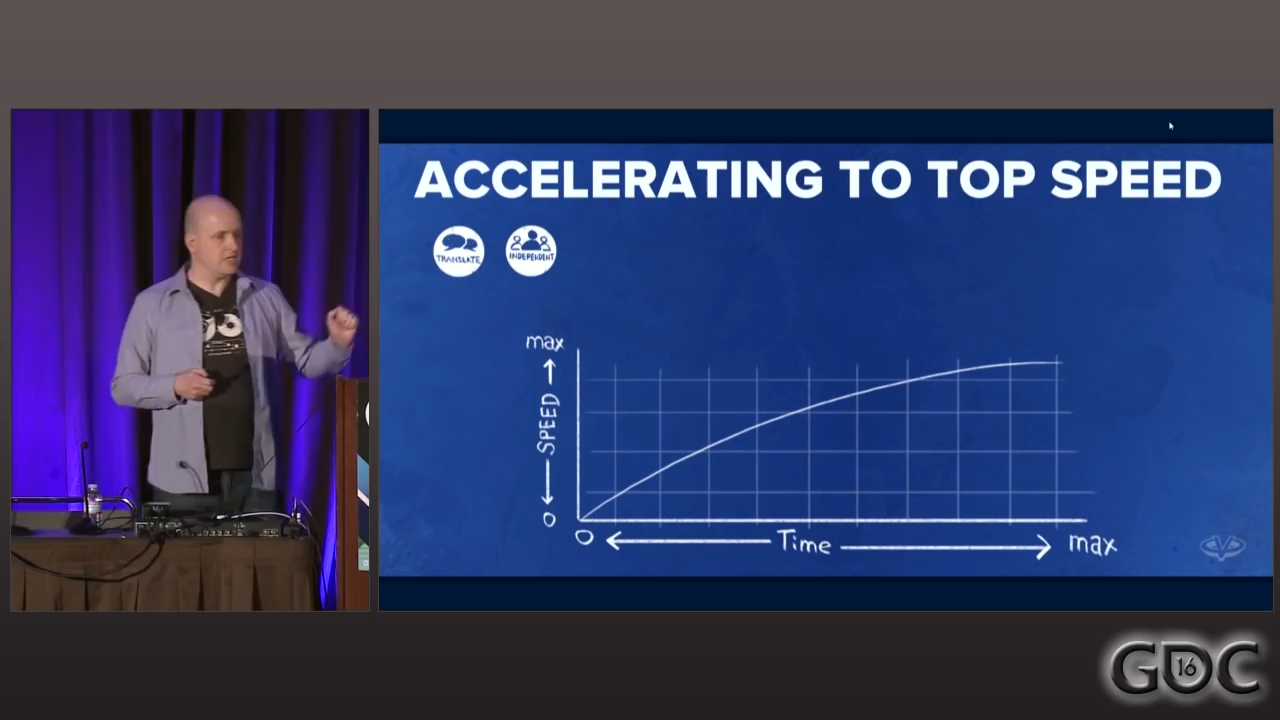 ACCELERATING TO TOP SPEED
TRANSLATE
INDEPENDENT
max
SPEED
0
0
Time
max
GDC
16